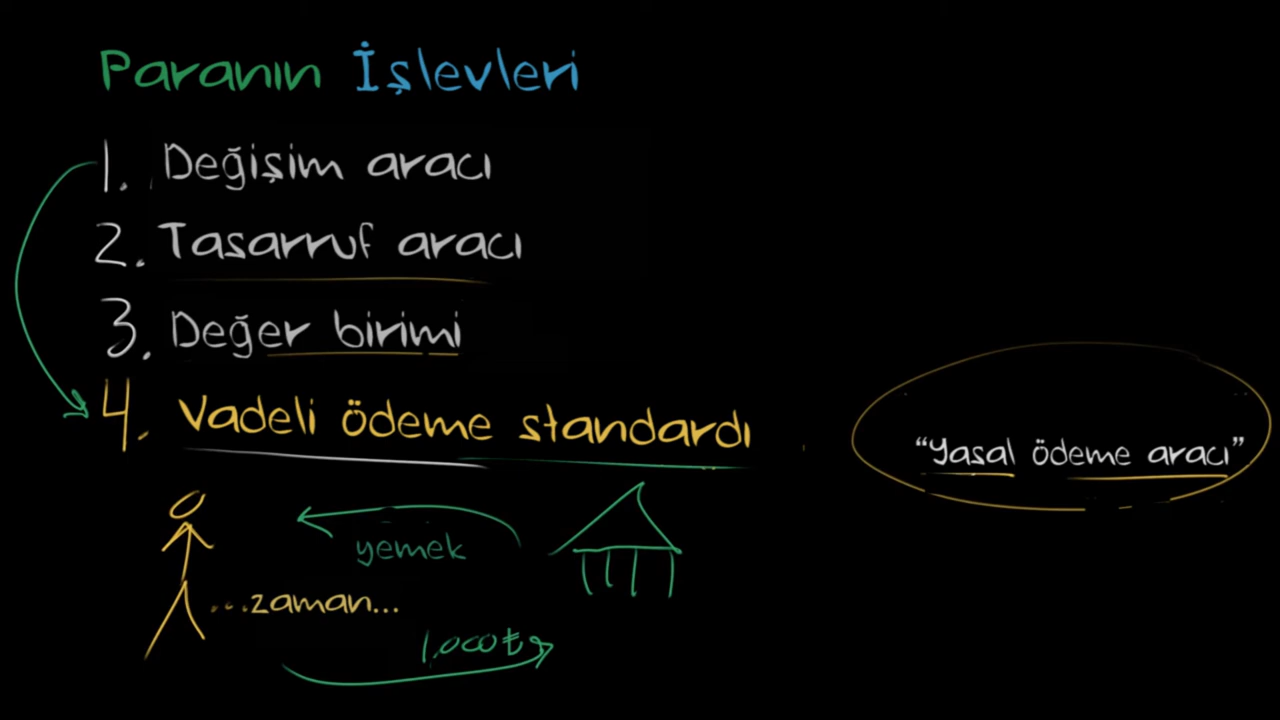 Paranın İşlevleri
1. Değişim aracı
2. Tasarruf aracı
3. Değer birimi
4. Vadeli ödeme standardı
“Yasal ödeme aracı”
yemek
...zaman...
1,000₺